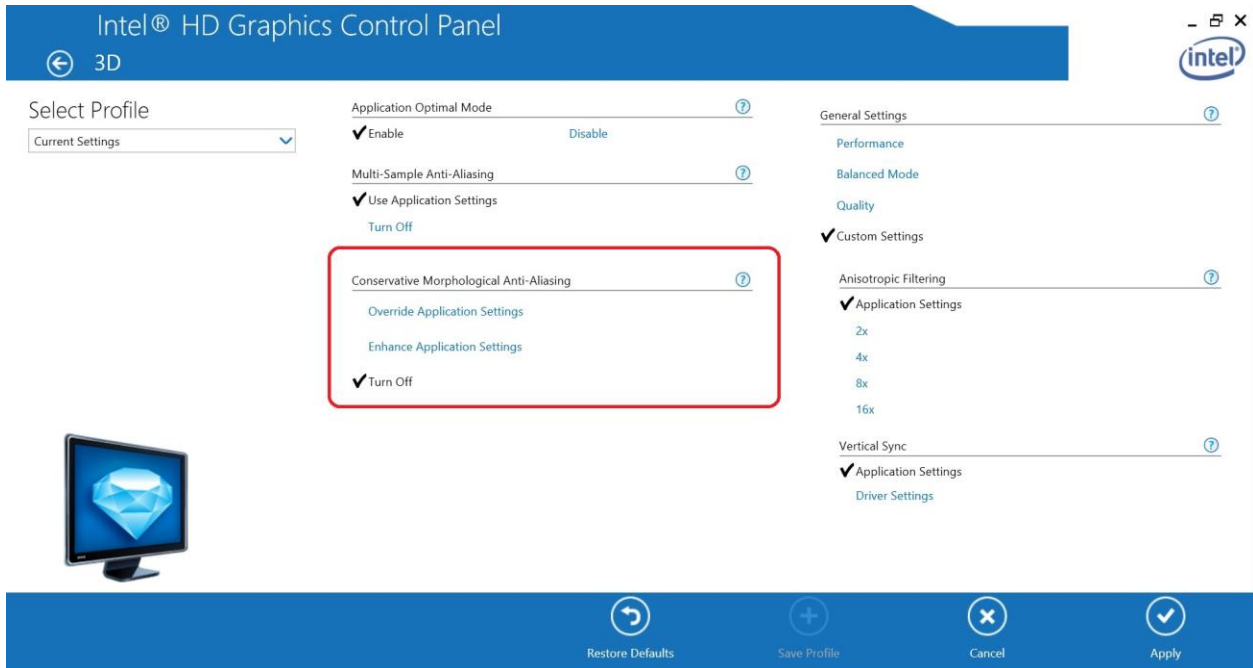 Intel® HD Graphics Control Panel
3D
intel
Select Profile
Current Settings
Application Optimal Mode
?
Enable
Disable
Multi-Sample Anti-Aliasing
?
Use Application Settings
Turn Off
Conservative Morphological Anti-Aliasing
?
Override Application Settings
Enhance Application Settings
Turn Off
General Settings
?
Performance
Balanced Mode
Quality
Custom Settings
Anisotropic Filtering
?
Application Settings
2x
4x
8x
16x
Vertical Sync
?
Application Settings
Driver Settings
Restore Defaults
Save Profile
Cancel
Apply